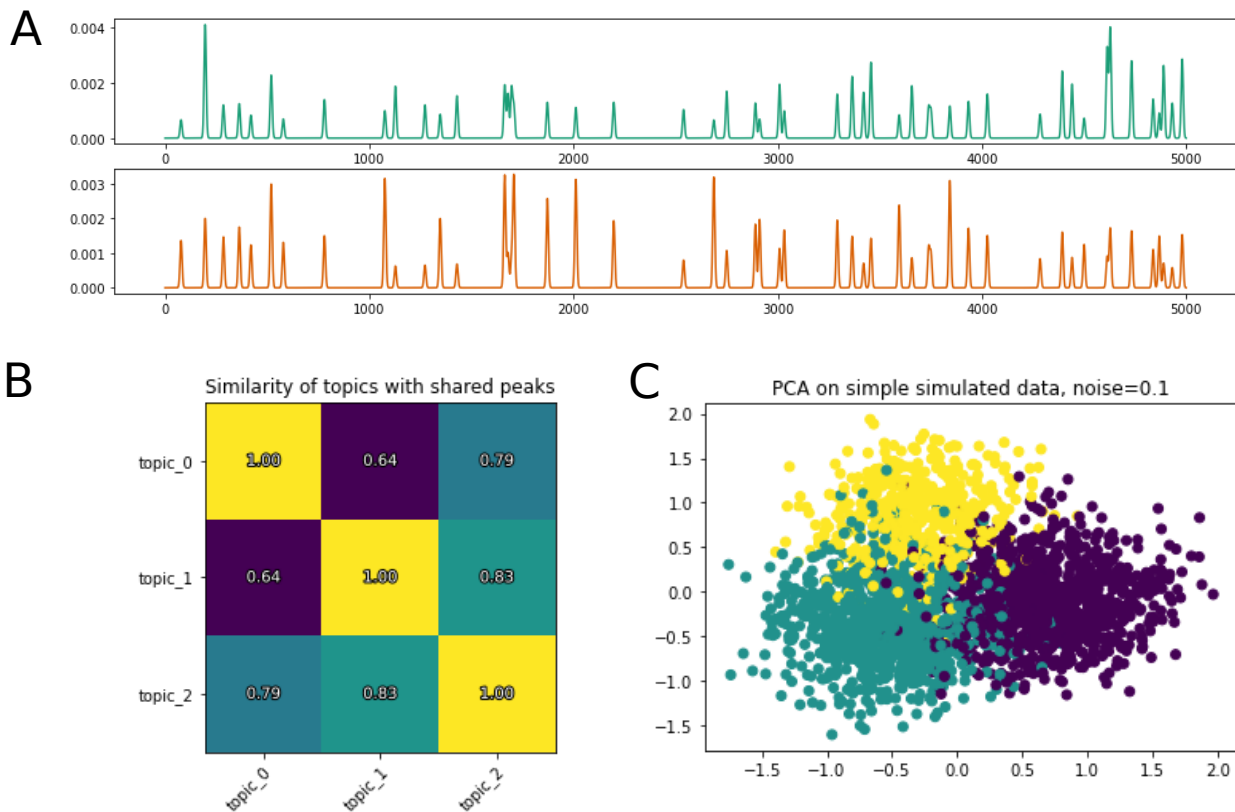 A
0.004
0.002
0.000
0 1000 2000 3000 4000 5000
0.003
0.002
0.001
0.000
0 1000 2000 3000 4000 5000
B
Similarity of topics with shared peaks
topic_0 1.00 0.64 0.79
topic_1 0.64 1.00 0.83
topic_2 0.79 0.83 1.00
topic_0 topic_1 topic_2
C
PCA on simple simulated data, noise=0.1
2.0
1.5
1.0
0.5
0.0
−0.5
−1.0
−1.5
−1.5 −1.0 −0.5 0.0 0.5 1.0 1.5 2.0